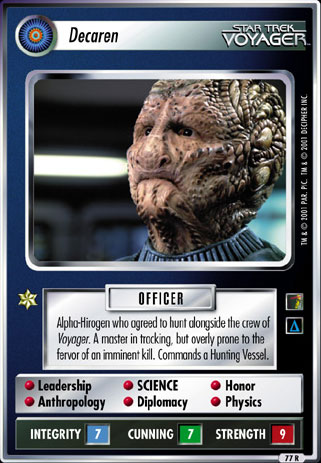 Decaren
STAR TREK
VOYAGER
TM & © 2001 PAR. PIC. TM & © 2001 DECIPHER INC.
OFFICER
Alpha-Hirogen who agreed to hunt alongside the crew of
Voyager. A master in tracking, but overly prone to the
fervor of an imminent kill. Commands a Hunting Vessel.
Leadership SCIENCE Honor
Anthropology Diplomacy Physics
INTEGRITY 7 CUNNING 7 STRENGTH 9
77 R